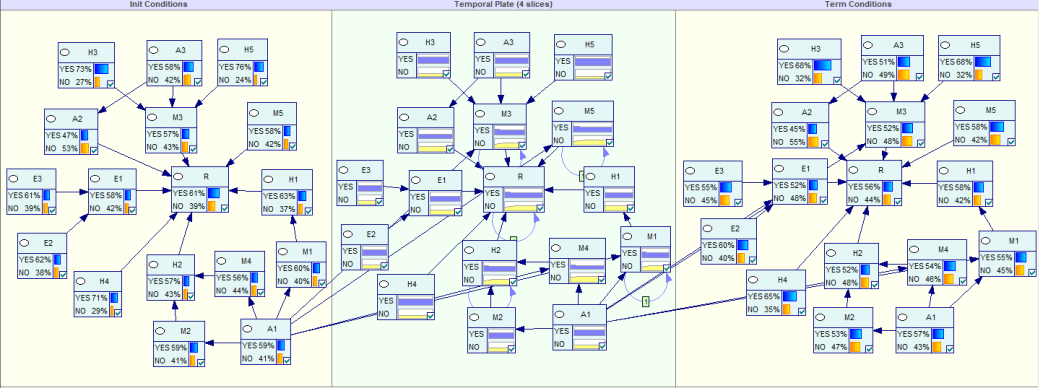 Init Conditions
Temporal Plate (4 slices)
Term Conditions
H3
YES 73%
NO 27%
A3
YES 58%
NO 42%
H5
YES 76%
NO 24%
A2
YES 47%
NO 53%
M3
YES 57%
NO 43%
M5
YES 58%
NO 42%
E3
YES 61%
NO 39%
E1
YES 58%
NO 42%
R
YES 61%
NO 39%
H1
YES 63%
NO 37%
E2
YES 62%
NO 38%
H4
YES 71%
NO 29%
H2
YES 57%
NO 43%
M4
YES 56%
NO 44%
M1
YES 60%
NO 40%
M2
YES 59%
NO 41%
A1
YES 59%
NO 41%
H3
YES
NO
A3
YES
NO
H5
YES
NO
A2
YES
NO
M3
YES
NO
M5
YES
NO
E3
YES
NO
E1
YES
NO
R
YES
NO
H1
YES
NO
E2
YES
NO
H4
YES
NO
H2
YES
NO
M4
YES
NO
M1
YES
NO
1
M2
YES
NO
A1
YES
NO
H3
YES 68%
NO 32%
A3
YES 51%
NO 49%
H5
YES 68%
NO 32%
A2
YES 45%
NO 55%
M3
YES 52%
NO 48%
M5
YES 58%
NO 42%
E3
YES 55%
NO 45%
E1
YES 52%
NO 48%
R
YES 56%
NO 44%
H1
YES 58%
NO 42%
E2
YES 60%
NO 40%
H4
YES 65%
NO 35%
H2
YES 52%
NO 48%
M4
YES 54%
NO 46%
M1
YES 55%
NO 45%
M2
YES 53%
NO 47%
A1
YES 57%
NO 43%